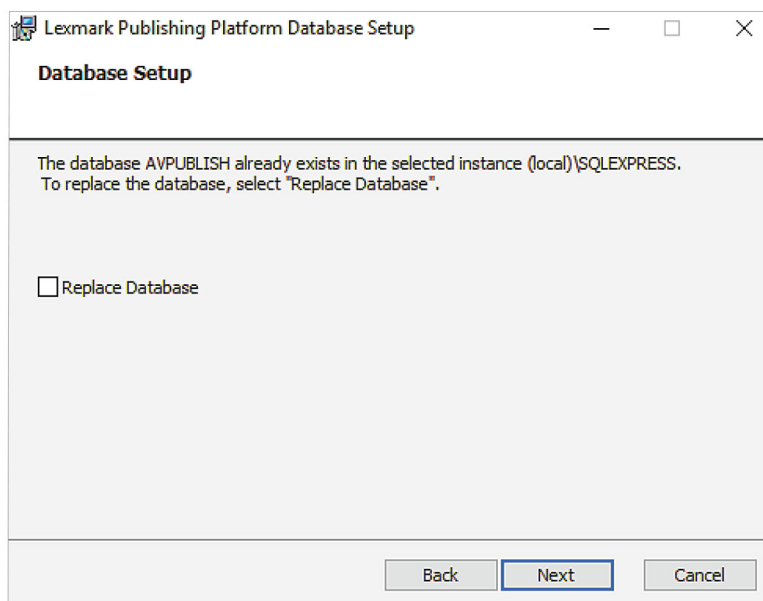 Lexmark Publishing Platform Database Setup
Database Setup
The database AVPUBLISH already exists in the selected instance (local)\SQLEXPRESS.
To replace the database, select "Replace Database".
Replace Database
Back Next Cancel